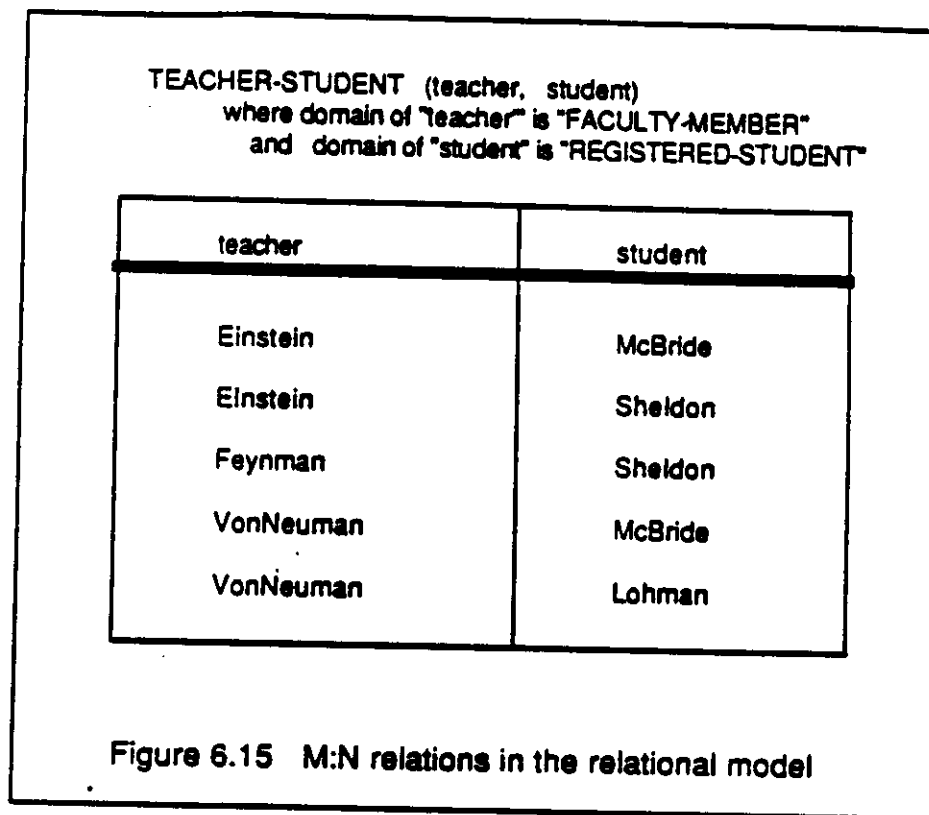 TEACHER-STUDENT (teacher, student)
where domain of "teacher" is "FACULTY-MEMBER"
and domain of "student" is "REGISTERED-STUDENT"
teacher student
Einstein McBride
Einstein Sheldon
Feynman Sheldon
VonNeuman McBride
VonNeuman Lohman
Figure 6.15 M:N relations in the relational model